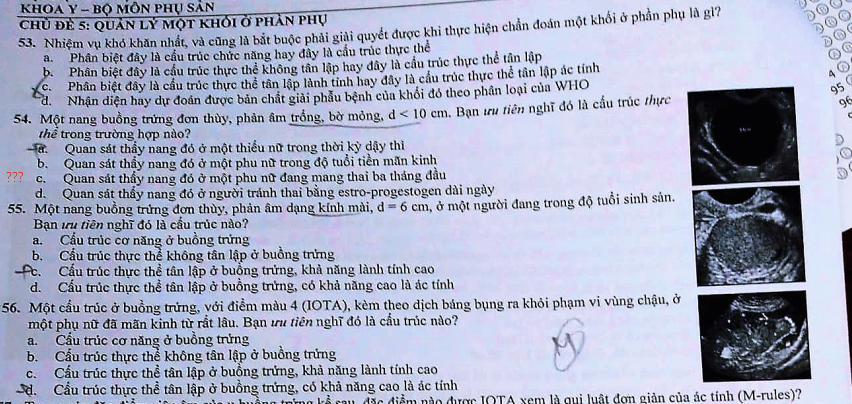 KHOA Y – BỘ MÔN PHỤ SẢN
CHỦ ĐỀ 5: QUẢN LÝ MỘT KHỐI Ở PHẦN PHỤ
53. Nhiệm vụ khó khăn nhất, và cũng là bắt buộc phải giải quyết được khi thực hiện chẩn đoán một khối ở phần phụ là gì?
a. Phân biệt đây là cấu trúc chức năng hay đây là cấu trúc thực thể
b. Phân biệt đây là cấu trúc thực thể không tân lập hay đây là cấu trúc thực thể tân lập
c. Phân biệt đây là cấu trúc thực thể tân lập lành tính hay đây là cấu trúc thực thể tân lập ác tính
d. Nhận diện hay dự đoán được bản chất giải phẫu bệnh của khối đó theo phân loại của WHO
54. Một nang buồng trứng đơn thùy, phản âm trống, bờ mỏng, d < 10 cm. Bạn ưu tiên nghĩ đó là cấu trúc thực
thể trong trường hợp nào?
a. Quan sát thấy nang đó ở một thiếu nữ trong thời kỳ dậy thì
b. Quan sát thấy nang đó ở một phụ nữ trong độ tuổi tiền mãn kinh
??? c. Quan sát thấy nang đó ở một phụ nữ đang mang thai ba tháng đầu
d. Quan sát thấy nang đó ở người tránh thai bằng estro-progestogen dài ngày
55. Một nang buồng trứng đơn thùy, phản âm dạng kính mài, d = 6 cm, ở một người đang trong độ tuổi sinh sản.
Bạn ưu tiên nghĩ đó là cấu trúc nào?
a. Cấu trúc cơ năng ở buồng trứng
b. Cấu trúc thực thể không tân lập ở buồng trứng
c. Cấu trúc thực thể tân lập ở buồng trứng, khả năng lành tính cao
d. Cấu trúc thực thể tân lập ở buồng trứng, có khả năng cao là ác tính
56. Một cấu trúc ở buồng trứng, với điểm màu 4 (IOTA), kèm theo dịch báng bụng ra khỏi phạm vi vùng chậu, ở
một phụ nữ đã mãn kinh từ rất lâu. Bạn ưu tiên nghĩ đó là cấu trúc nào?
a. Cấu trúc cơ năng ở buồng trứng
b. Cấu trúc thực thể không tân lập ở buồng trứng
c. Cấu trúc thực thể tân lập ở buồng trứng, khả năng lành tính cao
d. Cấu trúc thực thể tân lập ở buồng trứng, có khả năng cao là ác tính
buồng trứng kể sau, đặc điểm nào được IOTA xem là qui luật đơn giản của ác tính (M-rules)?
95
96